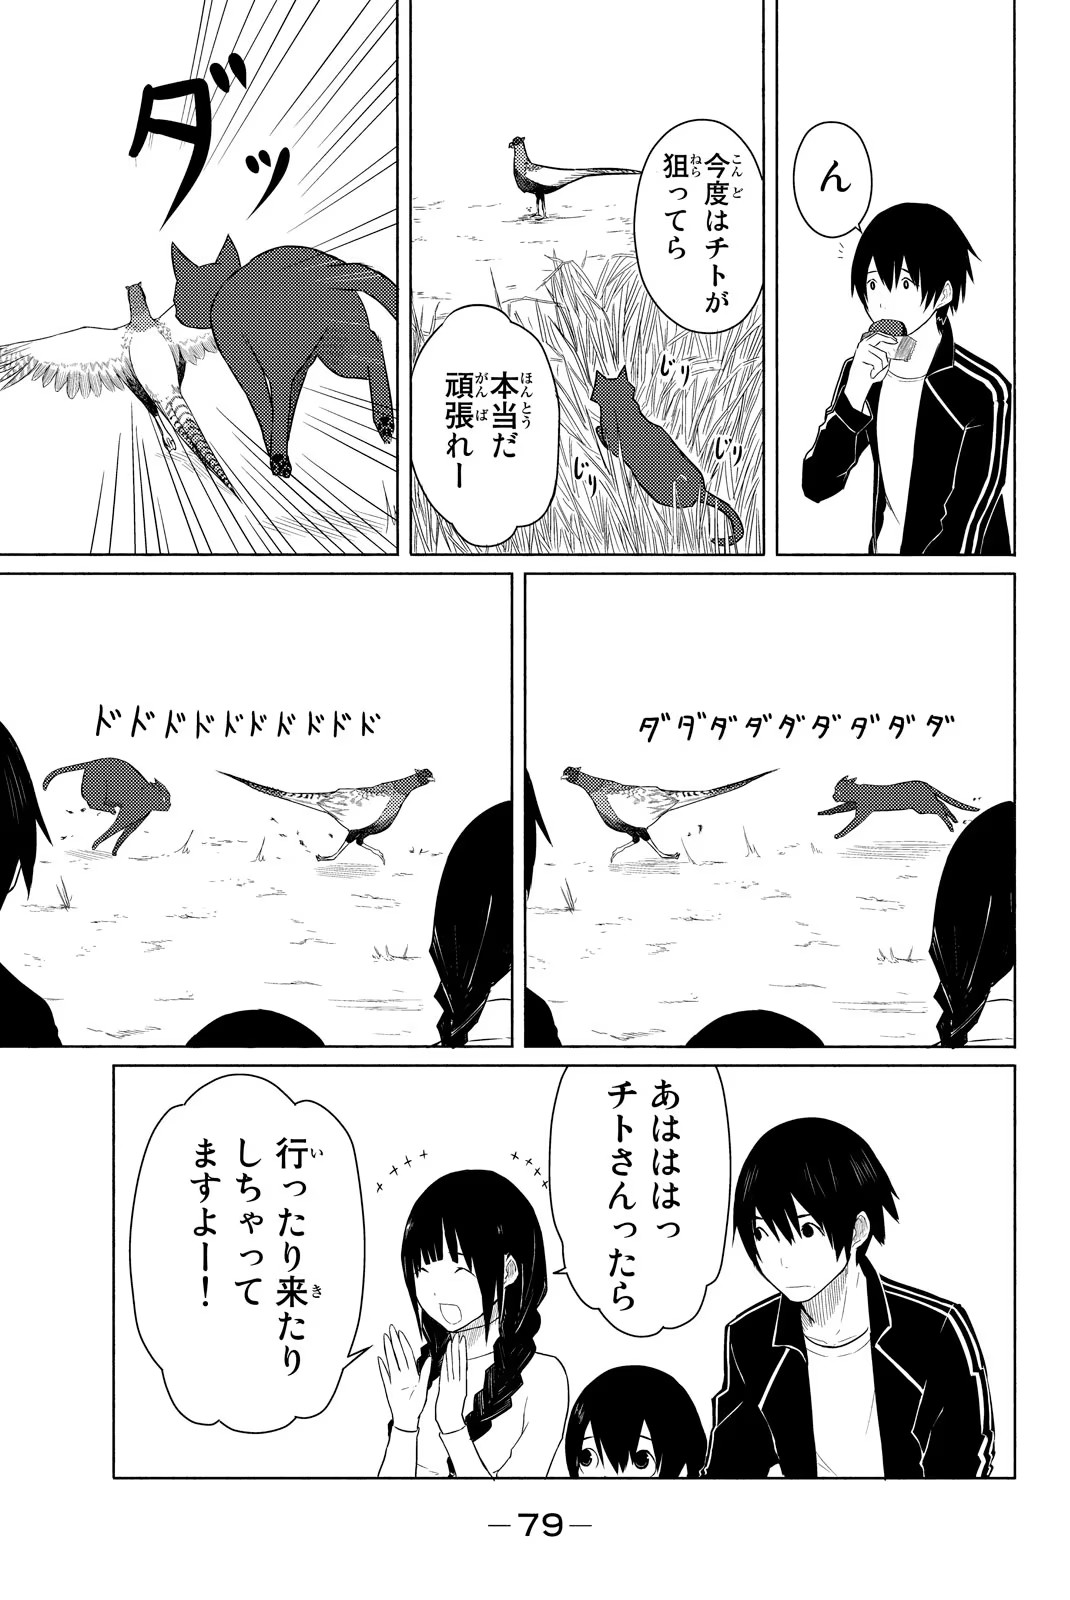 ん
今度はチトが
狙ってら
じり
じり
じり
本当だ
頑張れー
ダッ
ダダダダダダダダダ
ドドドドドドドドド
あははは
チトさんったら
行ったり来たり
しちゃって
ますよー！
—79—